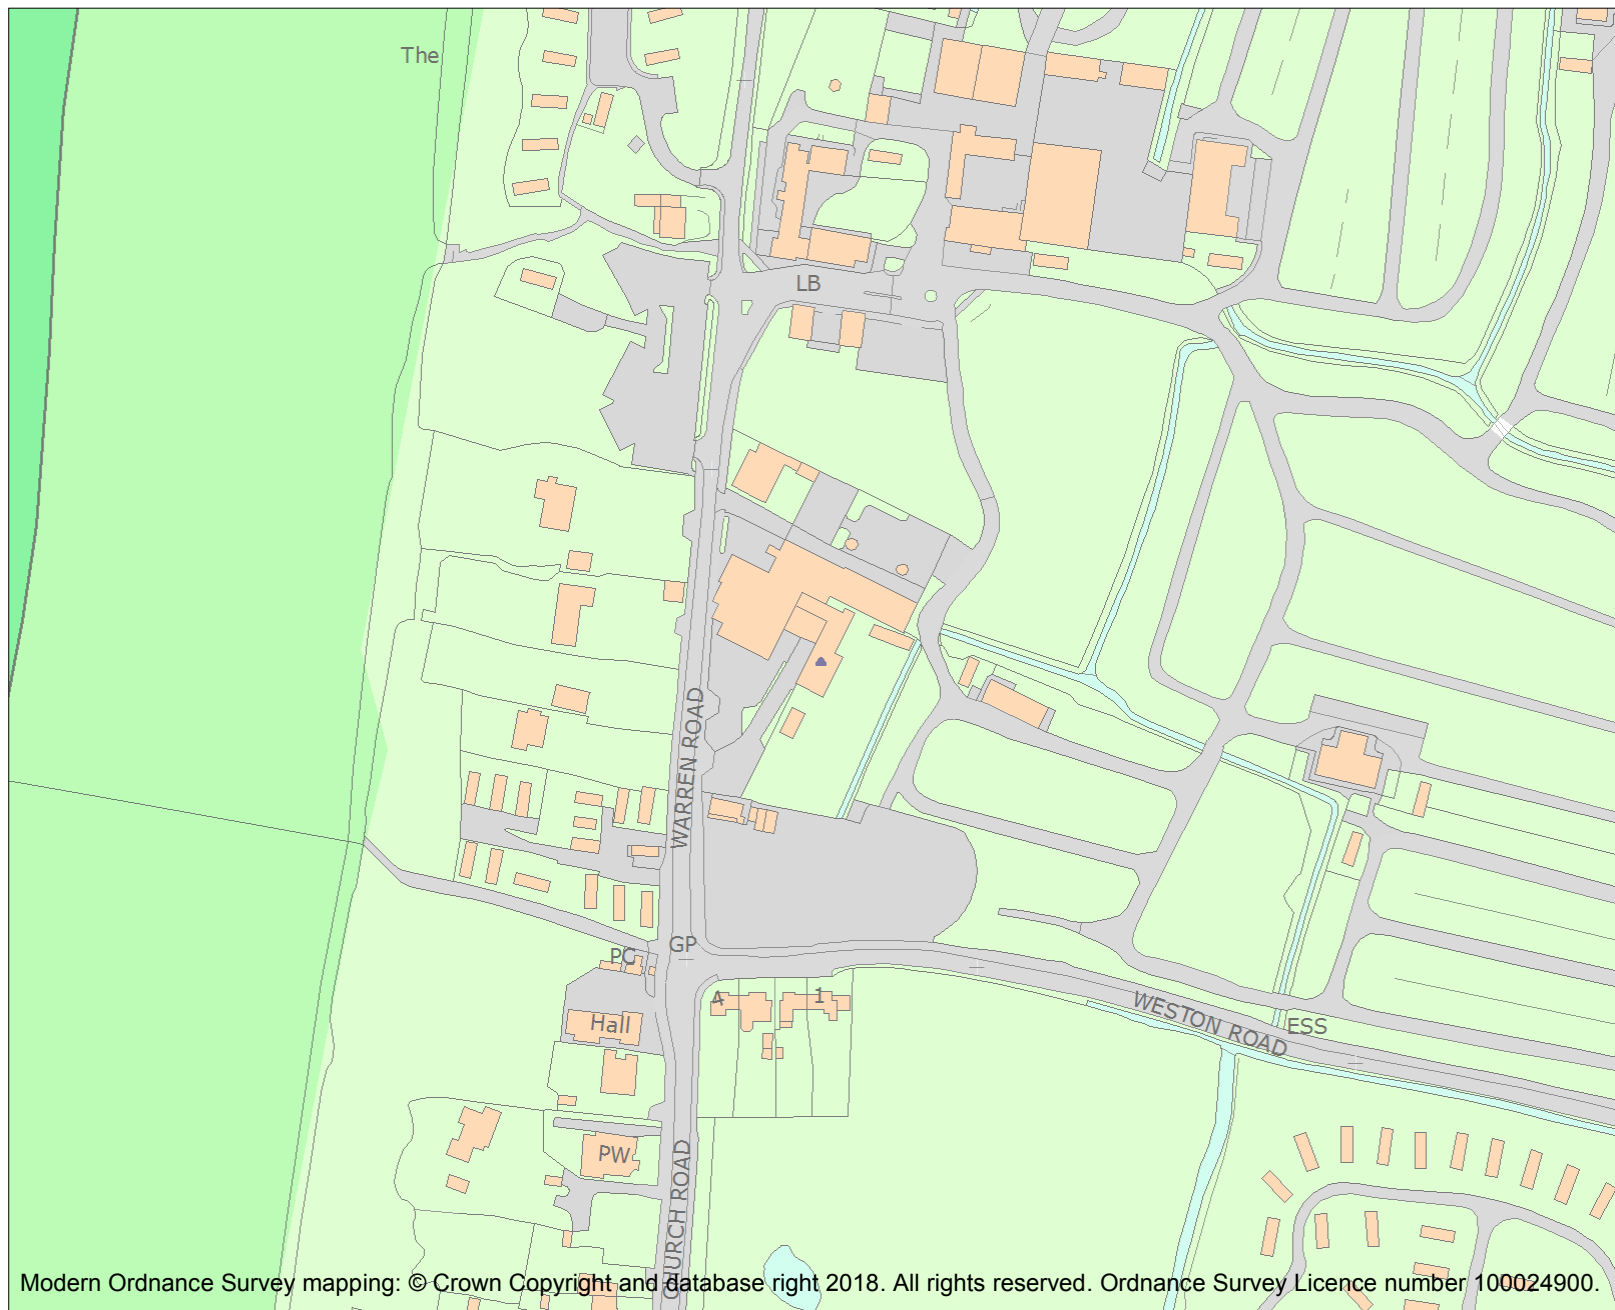 The
LB
WARREN ROAD
GP
PC
4
1
Hall
WESTON ROAD
ESS
PW
CHURCH ROAD
Modern Ordnance Survey mapping: © Crown Copyright and database right 2018. All rights reserved. Ordnance Survey Licence number 100024900.